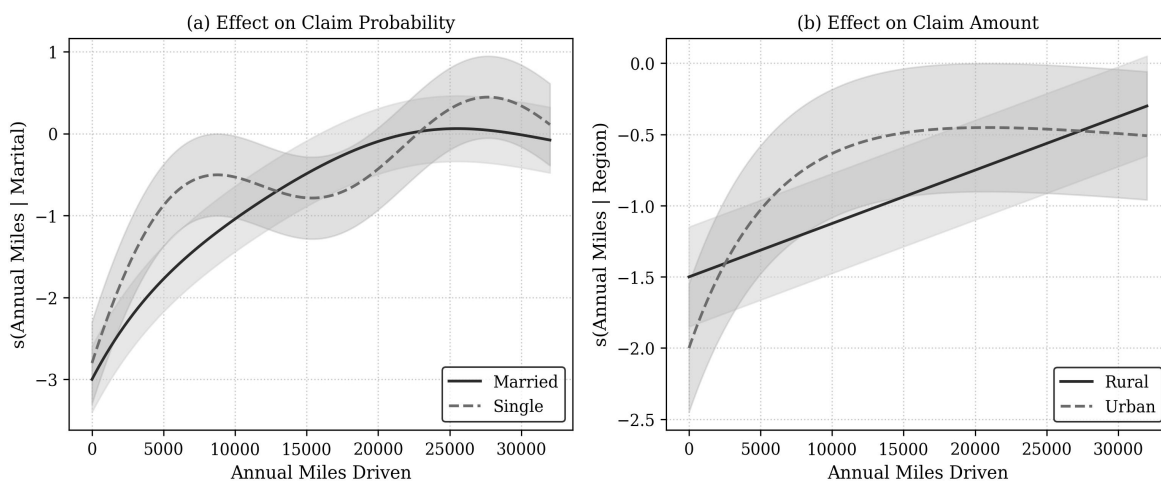 (a) Effect on Claim Probability
s(Annual Miles | Marital)
1
0
−1
−2
−3
0 5000 10000 15000 20000 25000 30000
Annual Miles Driven
Married
Single
(b) Effect on Claim Amount
s(Annual Miles | Region)
0.0
−0.5
−1.0
−1.5
−2.0
−2.5
0 5000 10000 15000 20000 25000 30000
Annual Miles Driven
Rural
Urban